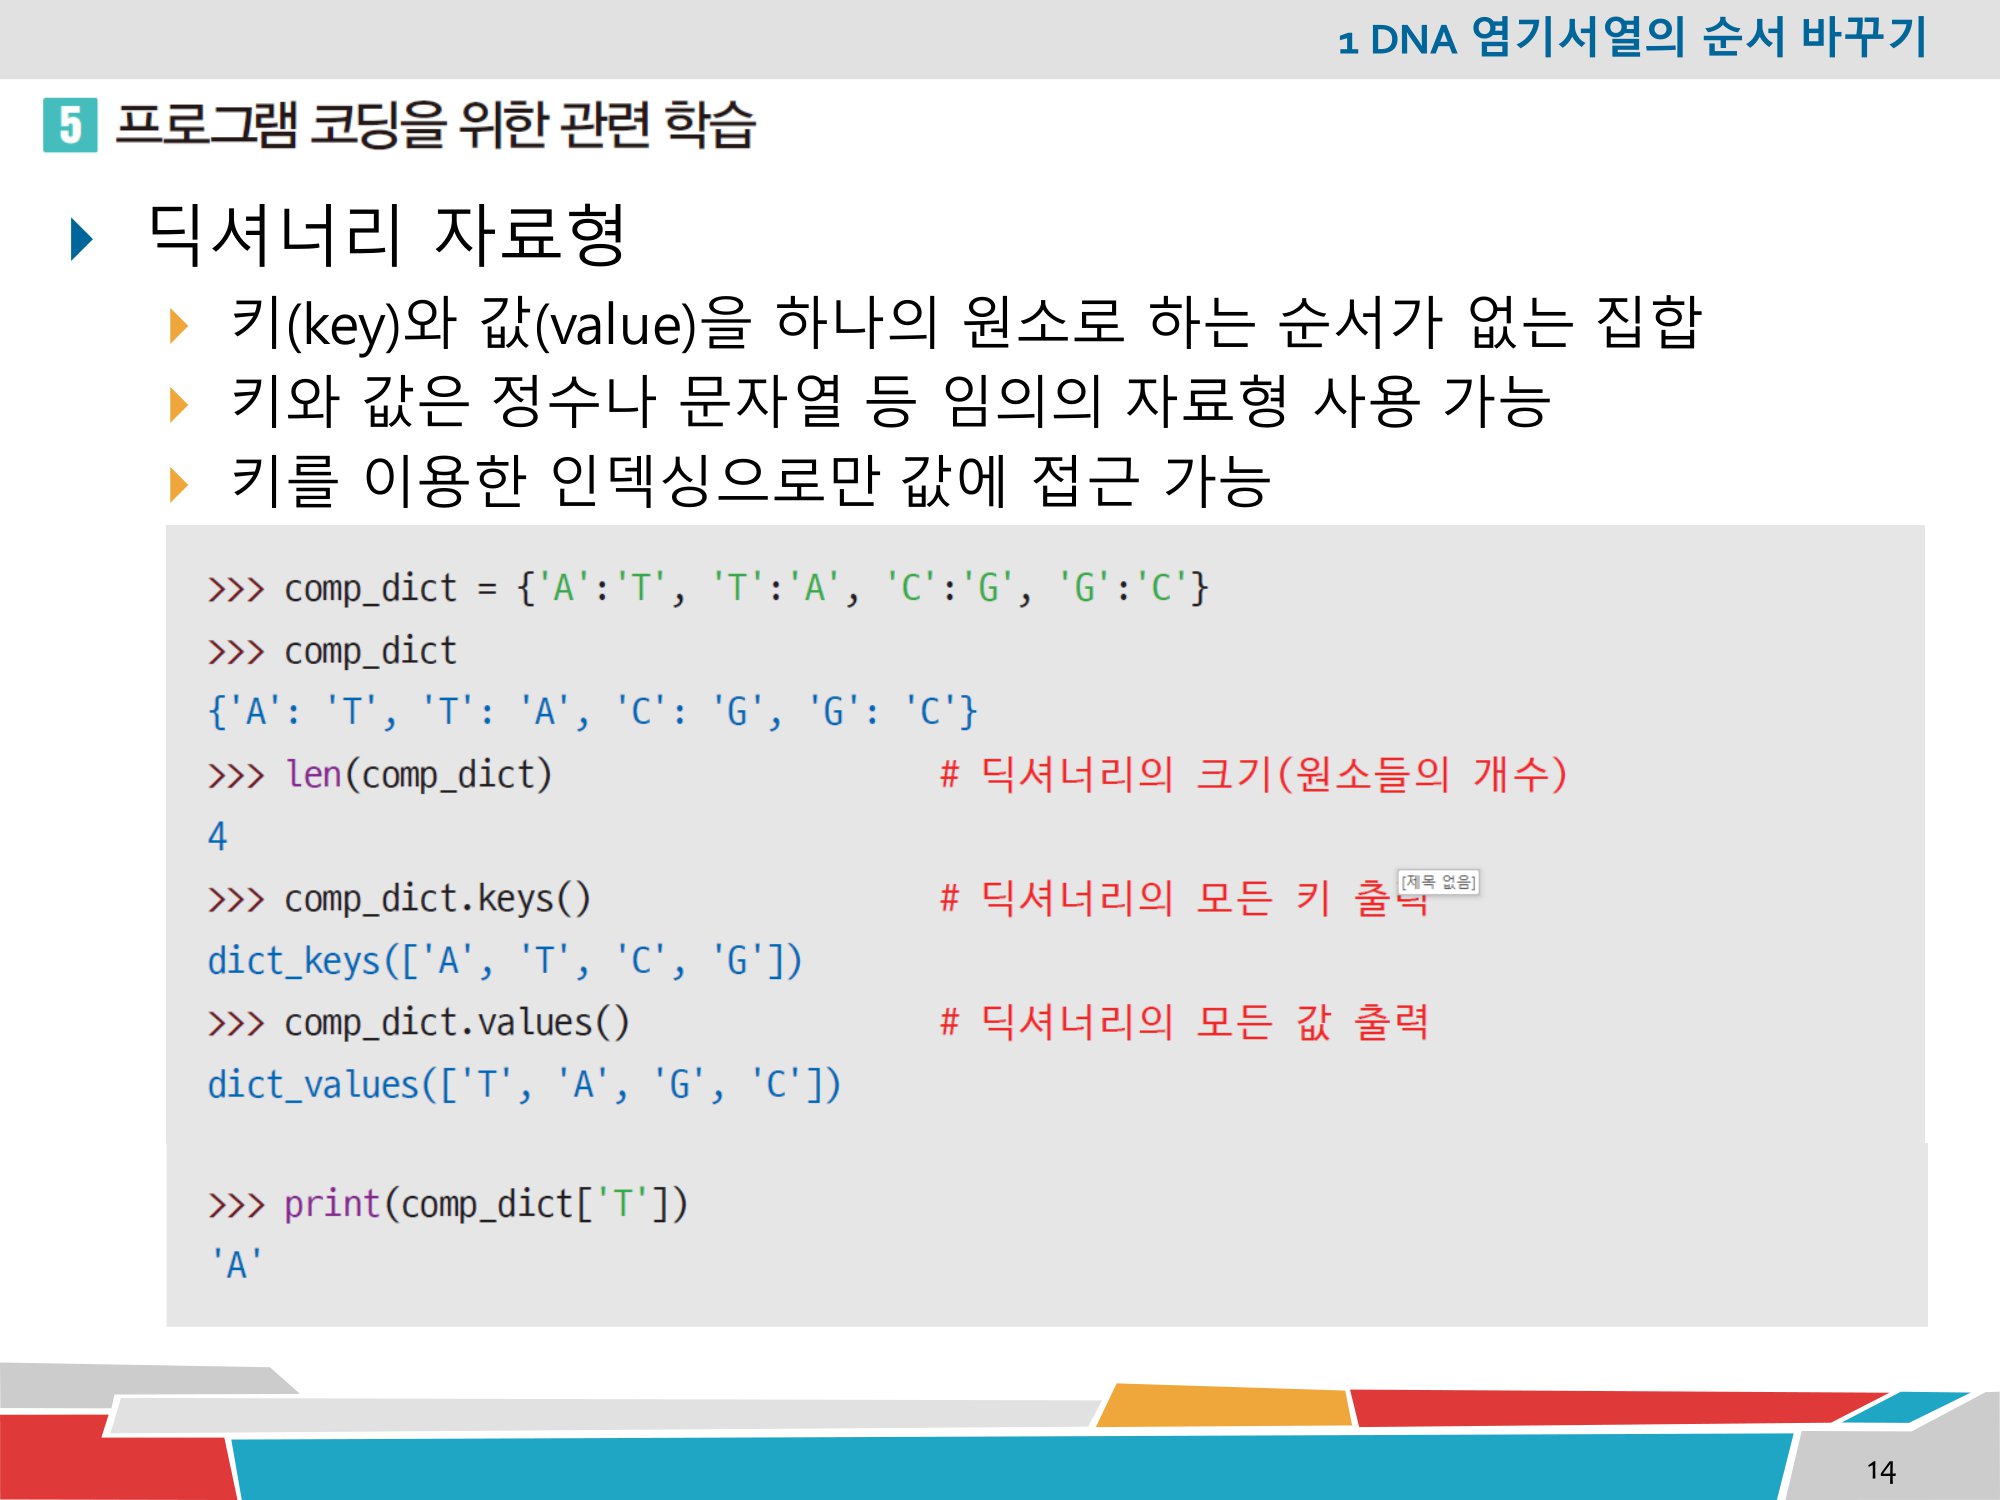 1 DNA 염기서열의 순서 바꾸기
5 프로그램 코딩을 위한 관련 학습
딕셔너리 자료형
키(key)와 값(value)을 하나의 원소로 하는 순서가 없는 집합
키와 값은 정수나 문자열 등 임의의 자료형 사용 가능
키를 이용한 인덱싱으로만 값에 접근 가능
>>> comp_dict = {'A':'T', 'T':'A', 'C':'G', 'G':'C'}
>>> comp_dict
{'A': 'T', 'T': 'A', 'C': 'G', 'G': 'C'}
>>> len(comp_dict) # 딕셔너리의 크기(원소들의 개수)
4
>>> comp_dict.keys() # 딕셔너리의 모든 키 출력
[제목 없음]
dict_keys(['A', 'T', 'C', 'G'])
>>> comp_dict.values() # 딕셔너리의 모든 값 출력
dict_values(['T', 'A', 'G', 'C'])
>>> print(comp_dict['T'])
'A'
14